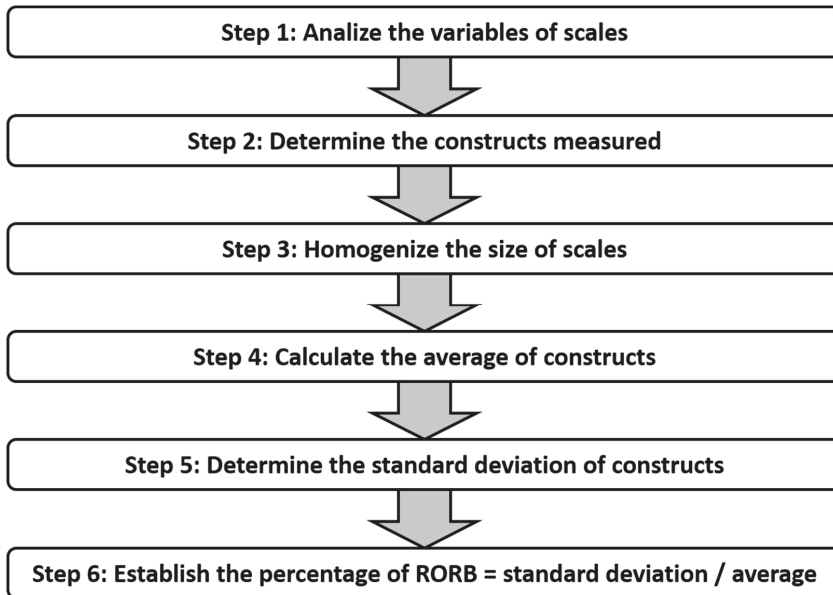 Step 1: Analize the variables of scales
Step 2: Determine the constructs measured
Step 3: Homogenize the size of scales
Step 4: Calculate the average of constructs
Step 5: Determine the standard deviation of constructs
Step 6: Establish the percentage of RORB = standard deviation / average